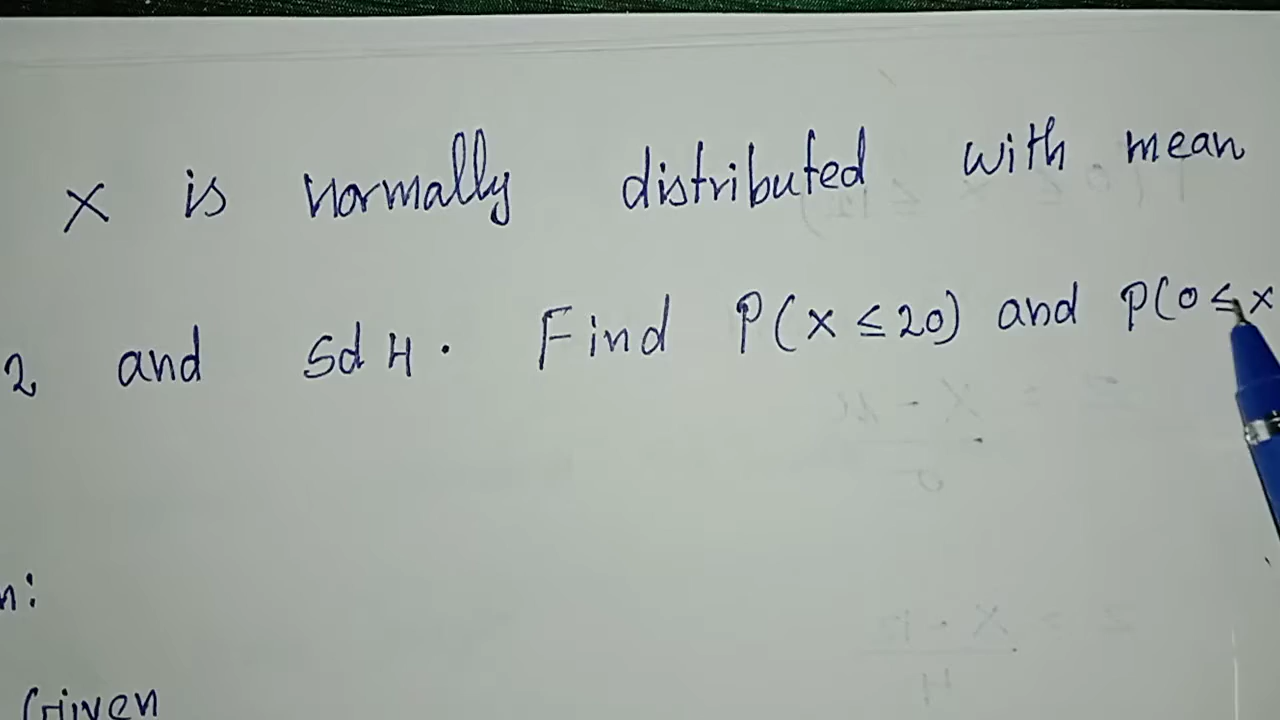 X is normally distributed with mean
2 and sd 4. Find P(X ≤ 20) and P(0 ≤ x
n:
Given